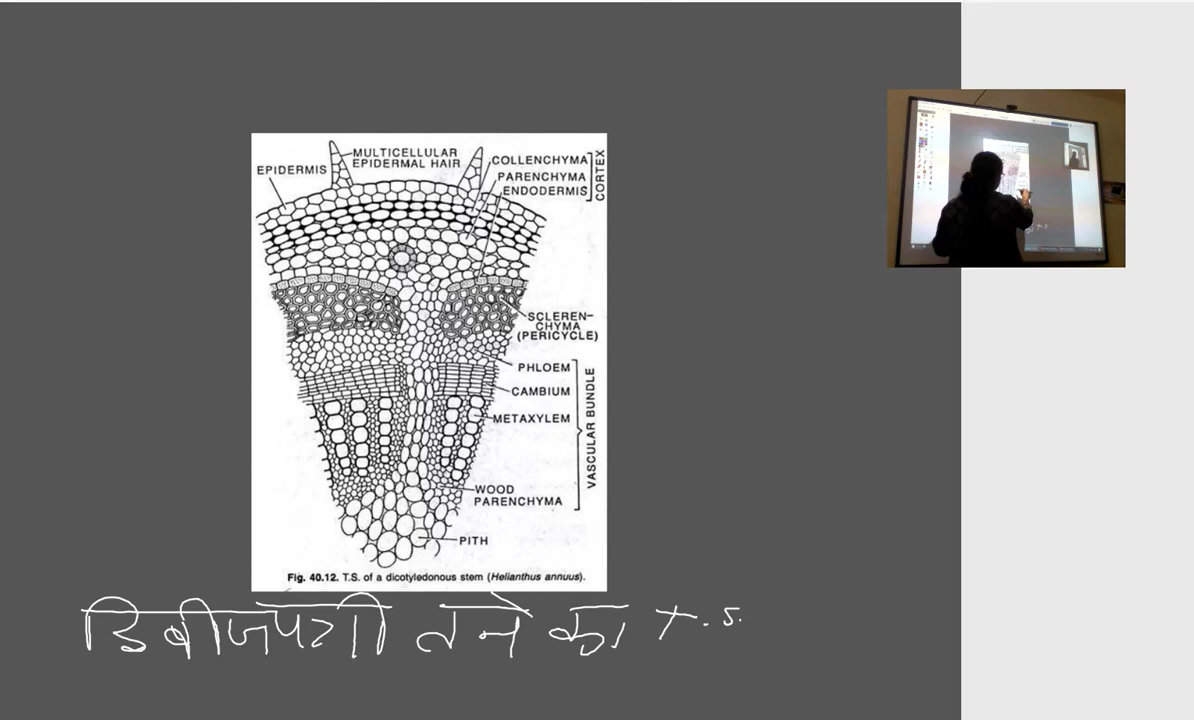 MULTICELLULAR
EPIDERMAL HAIR
EPIDERMIS
COLLENCHYMA
PARENCHYMA
ENDODERMIS
CORTEX
SCLEREN-
CHYMA
(PERICYCLE)
PHLOEM
CAMBIUM
METAXYLEM
VASCULAR BUNDLE
WOOD
PARENCHYMA
PITH
Fig. 40.12. T.S. of a dicotyledonous stem (Helianthus annuus).
डिबीजपत्री तने का T.S.